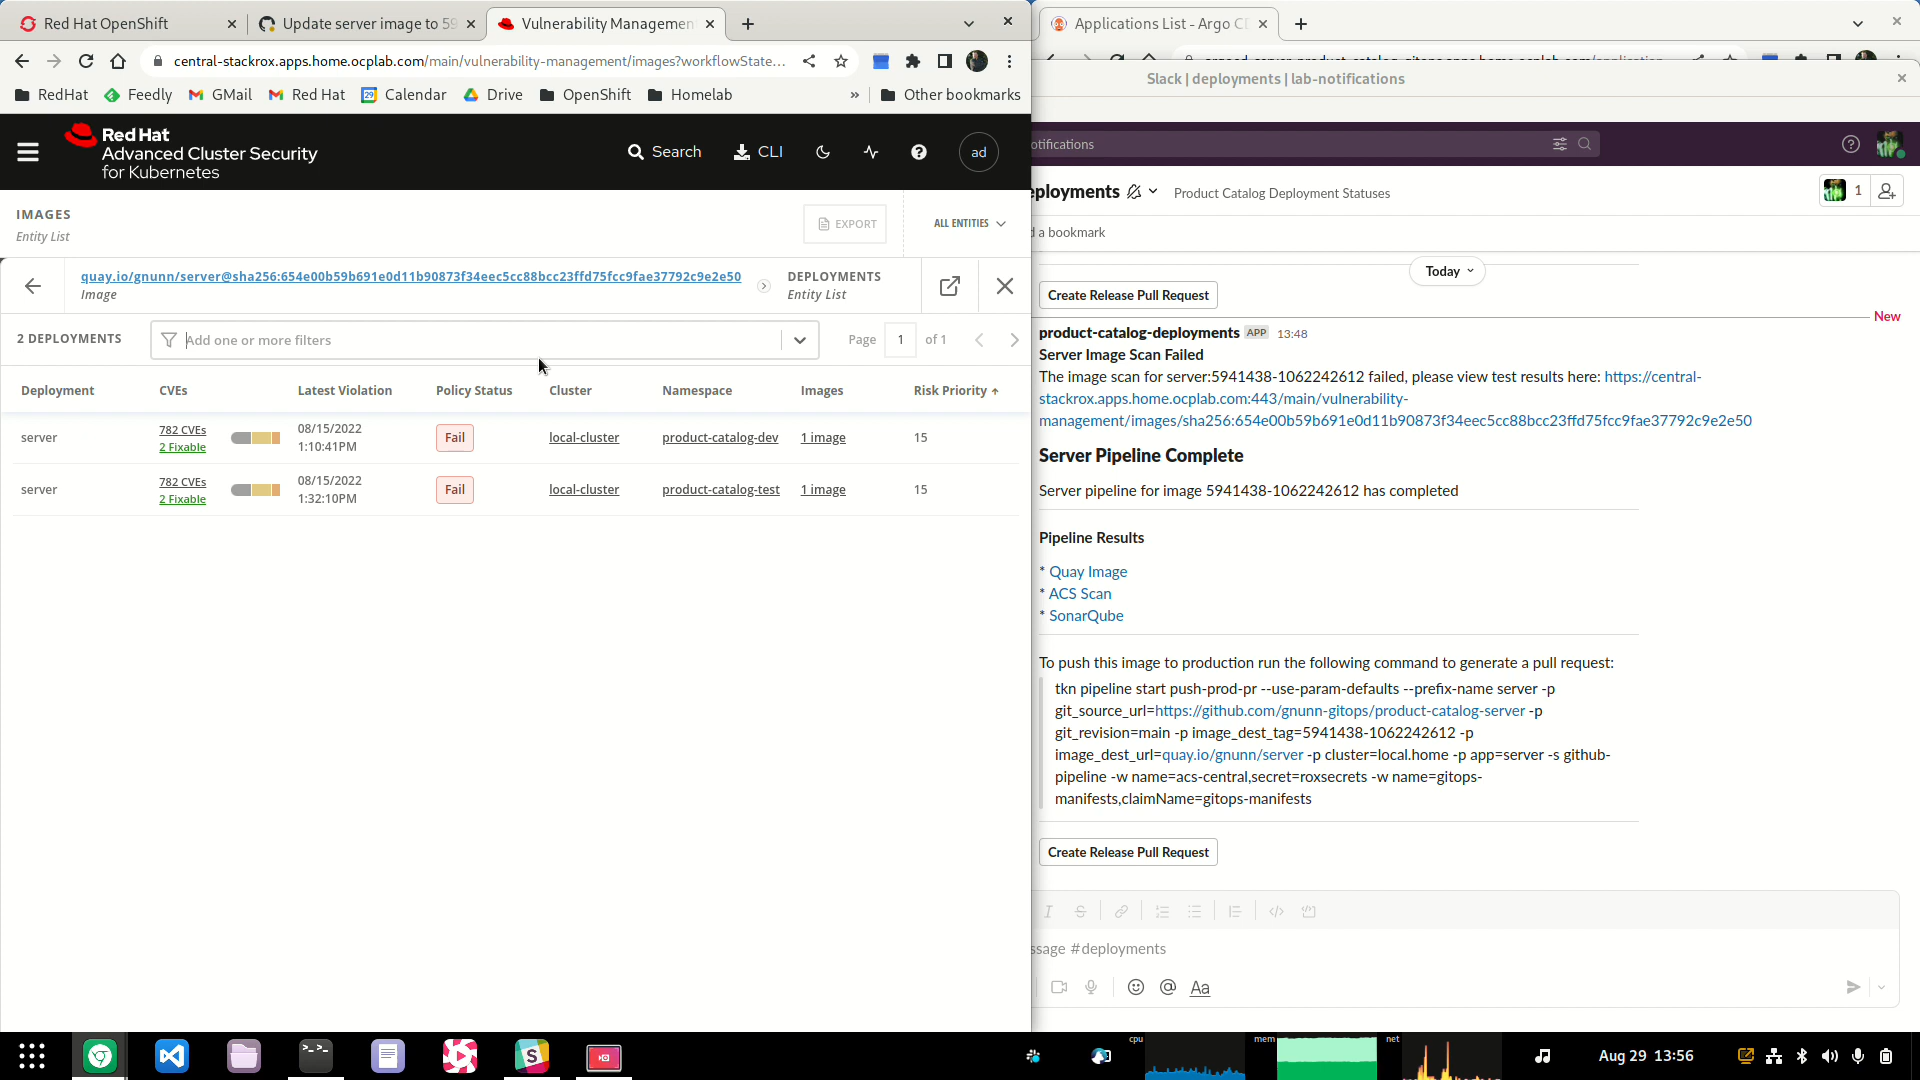 Red Hat OpenShift
Update server image to 59
Vulnerability Managemen
central-stackrox.apps.home.ocplab.com/main/vulnerability-management/images?workflowState...
RedHat
Feedly
GMail
Red Hat
Calendar
Drive
OpenShift
Homelab
»
Other bookmarks
Red Hat
Advanced Cluster Security
for Kubernetes
Search
CLI
ad
IMAGES
Entity List
EXPORT
ALL ENTITIES
quay.io/gnunn/server@sha256:654e00b59b691e0d11b90873f34eec5cc88bcc23ffd75fcc9fae37792c9e2e50
Image
DEPLOYMENTS
Entity List
2 DEPLOYMENTS
Add one or more filters
Page 1 of 1
Deployment CVEs Latest Violation Policy Status Cluster Namespace Images Risk Priority
server 782 CVEs 2 Fixable 08/15/2022 1:10:41PM Fail local-cluster product-catalog-dev 1 image 15
server 782 CVEs 2 Fixable 08/15/2022 1:32:10PM Fail local-cluster product-catalog-test 1 image 15
Applications List - Argo C
Slack | deployments | lab-notifications
otifications
eployments
Product Catalog Deployment Statuses
1
d a bookmark
Today
Create Release Pull Request
New
product-catalog-deployments APP 13:48
Server Image Scan Failed
The image scan for server:5941438-1062242612 failed, please view test results here: https://central-
stackrox.apps.home.ocplab.com:443/main/vulnerability-
management/images/sha256:654e00b59b691e0d11b90873f34eec5cc88bcc23ffd75fcc9fae37792c9e2e50
Server Pipeline Complete
Server pipeline for image 5941438-1062242612 has completed
Pipeline Results
* Quay Image
* ACS Scan
* SonarQube
To push this image to production run the following command to generate a pull request:
tkn pipeline start push-prod-pr --use-param-defaults --prefix-name server -p
git_source_url=https://github.com/gnunn-gitops/product-catalog-server -p
git_revision=main -p image_dest_tag=5941438-1062242612 -p
image_dest_url=quay.io/gnunn/server -p cluster=local.home -p app=server -s github-
pipeline -w name=acs-central,secret=roxsecrets -w name=gitops-
manifests,claimName=gitops-manifests
Create Release Pull Request
ssage #deployments
Aa
cpu
mem
net
Aug 29 13:56